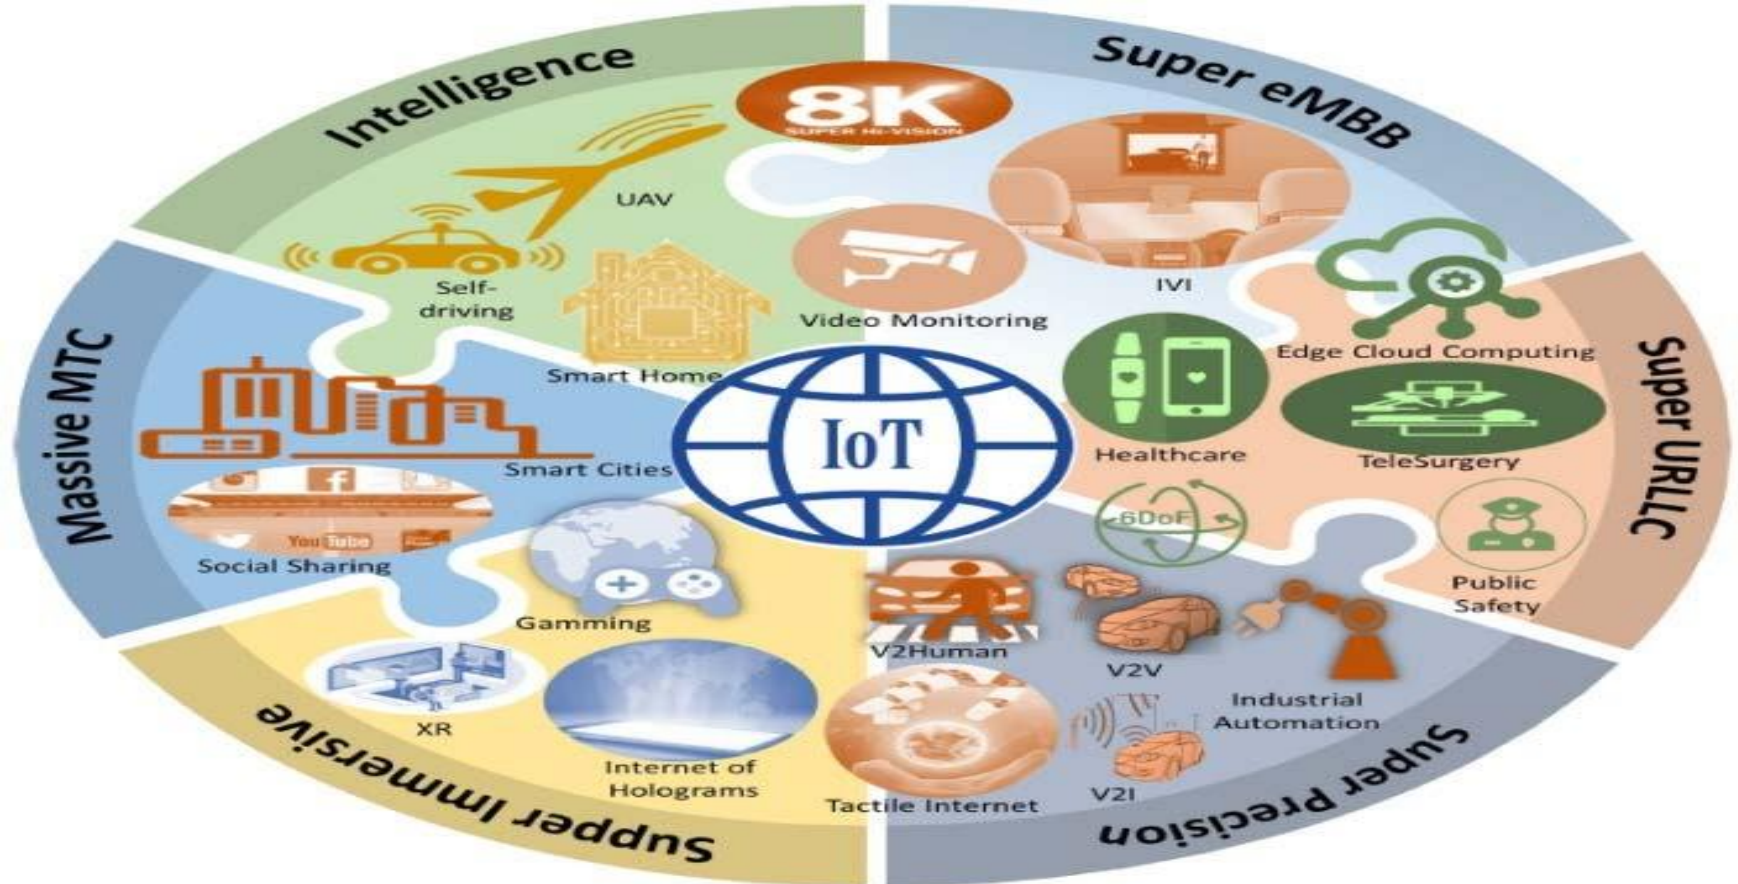 Intelligence
Super eMBB
8K
SUPER Hi-VISION
UAV
Self-
driving
IVI
Video Monitoring
Smart Home
Edge Cloud Computing
Massive MTC
Super URLLC
IoT
Healthcare
TeleSurgery
Smart Cities
6DoF
You Tube
Social Sharing
Public
Safety
Gamming
V2Human
V2V
XR
Industrial
Automation
Internet of
Holograms
Tactile Internet
V2I
Supper Immersive
Super Precision